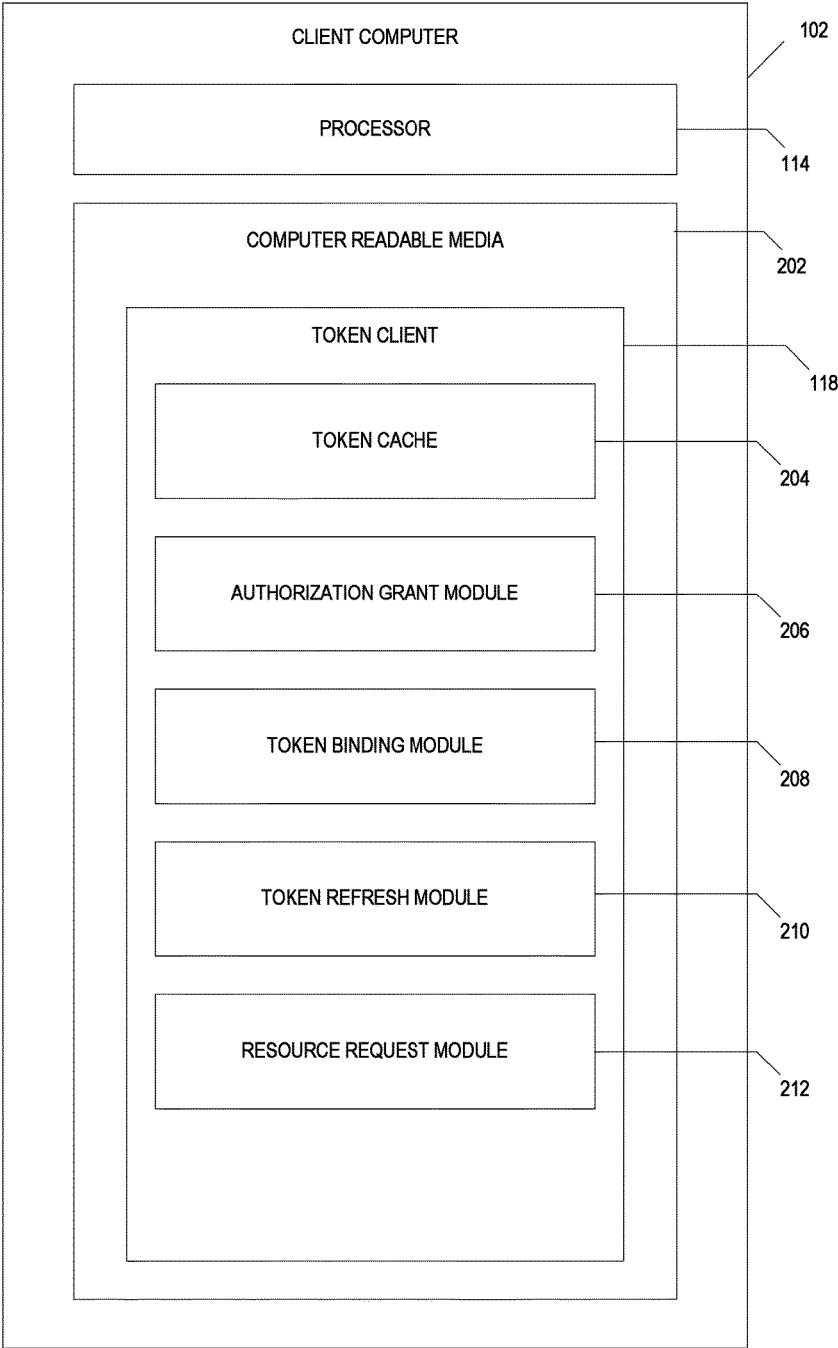 CLIENT COMPUTER
102
PROCESSOR
114
COMPUTER READABLE MEDIA
202
TOKEN CLIENT
118
TOKEN CACHE
204
AUTHORIZATION GRANT MODULE
206
TOKEN BINDING MODULE
208
TOKEN REFRESH MODULE
210
RESOURCE REQUEST MODULE
212